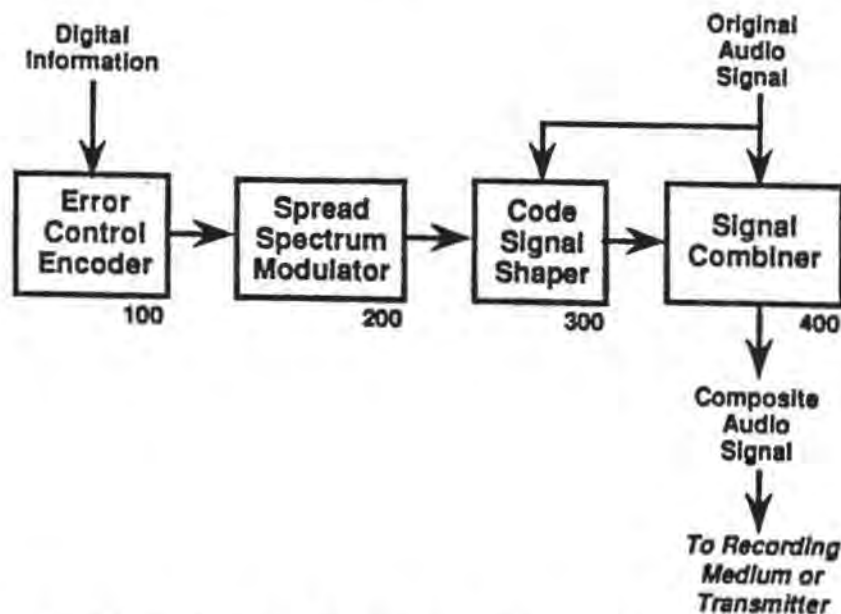 Digital
Information
Original
Audio
Signal
Error
Control
Encoder
100
Spread
Spectrum
Modulator
200
Code
Signal
Shaper
300
Signal
Combiner
400
Composite
Audio
Signal
To Recording
Medium or
Transmitter